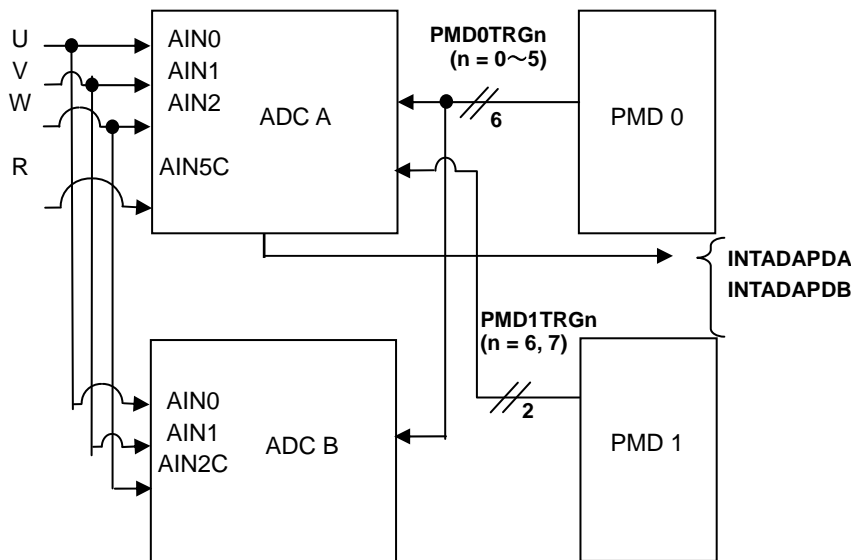 U
V
W
R
AIN0
AIN1
AIN2
AIN5C
ADC A
PMD0TRGn
(n = 0～5)
6
PMD 0
INTADAPDA
INTADAPDB
PMD1TRGn
(n = 6, 7)
2
AIN0
AIN1
AIN2C
ADC B
PMD 1